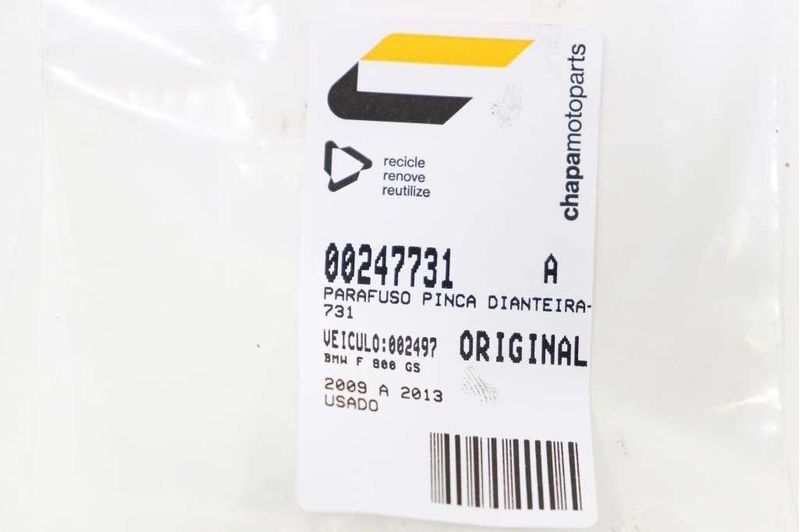 chapamotoparts
recicle
renove
reutilize
00247731 A
PARAFUSO PINCA DIANTEIRA-
731
VEICULO:002497 ORIGINAL
BMW F 800 GS
2009 A 2013
USADO